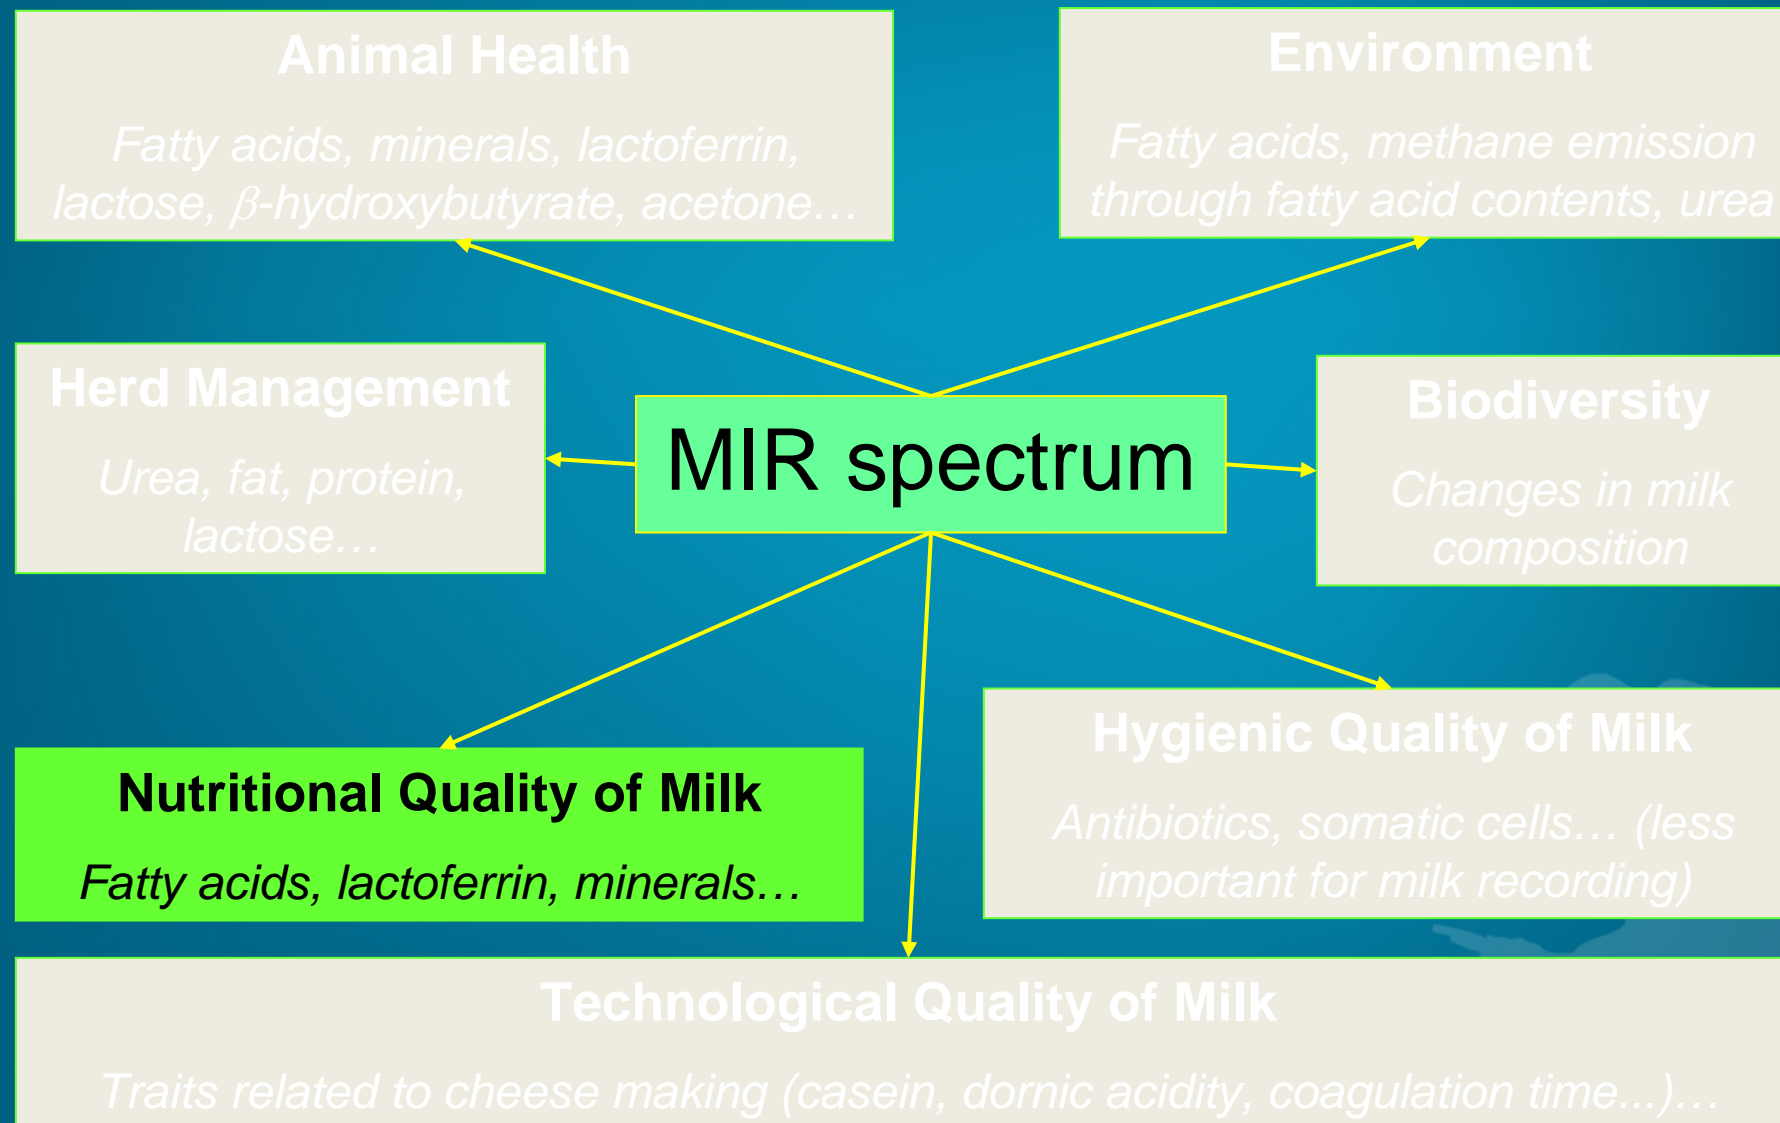 Animal Health
Fatty acids, minerals, lactoferrin,
lactose, β-hydroxybutyrate, acetone…
Environment
Fatty acids, methane emission
through fatty acid contents, urea
Herd Management
Urea, fat, protein,
lactose…
MIR spectrum
Biodiversity
Changes in milk
composition
Nutritional Quality of Milk
Fatty acids, lactoferrin, minerals…
Hygienic Quality of Milk
Antibiotics, somatic cells… (less
important for milk recording)
Technological Quality of Milk
Traits related to cheese making (casein, dornic acidity, coagulation time...)…